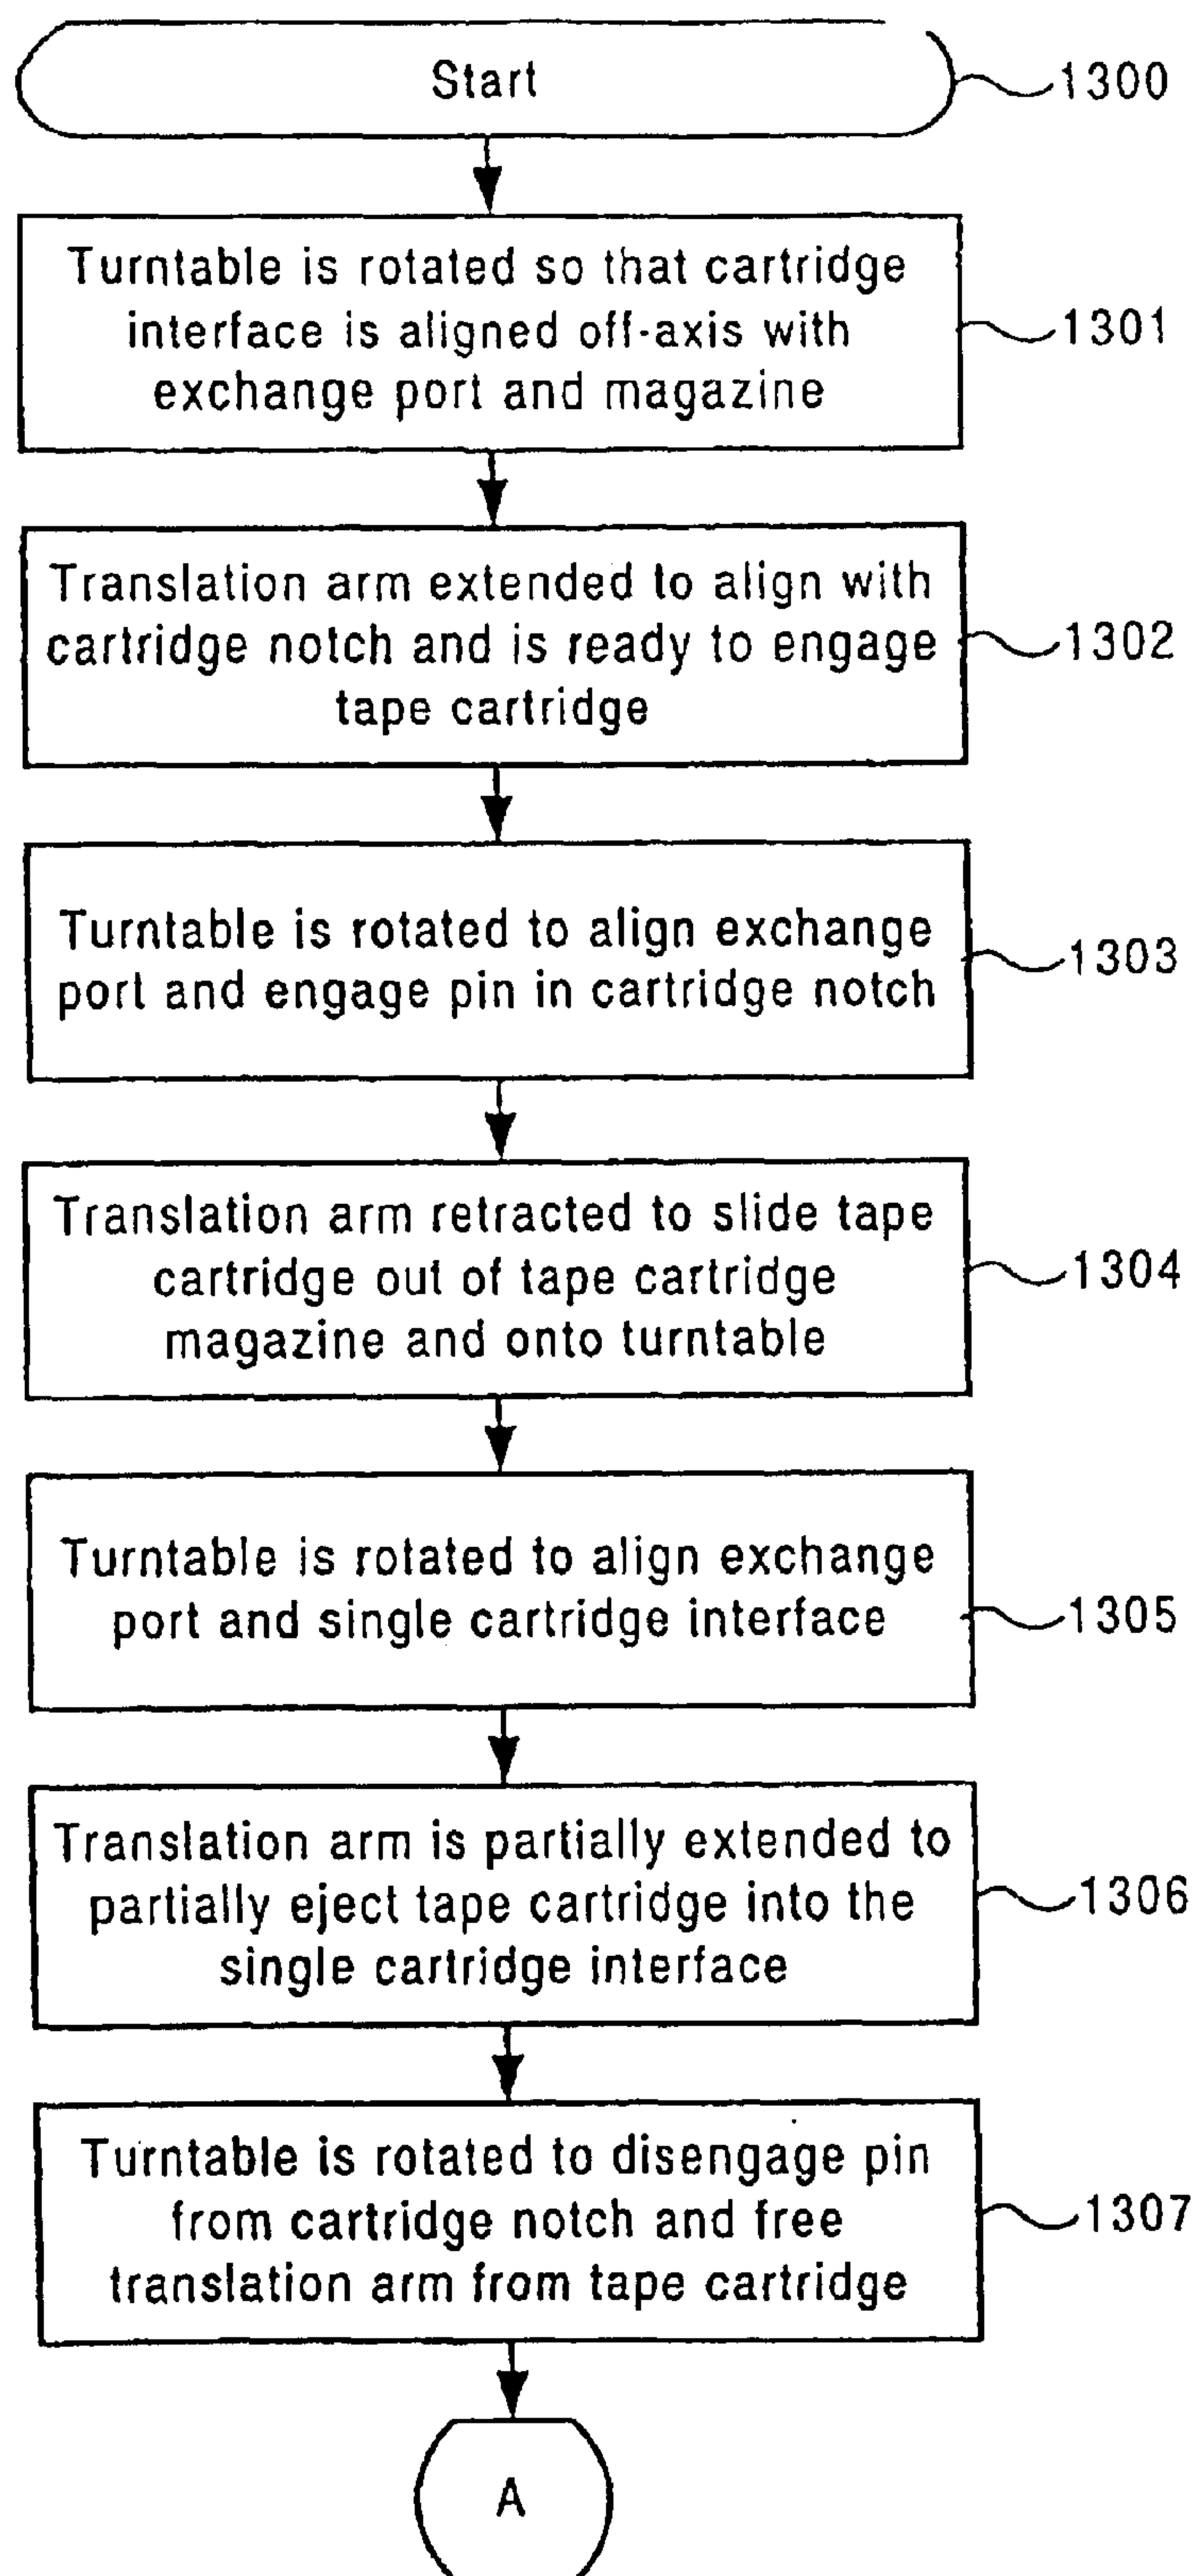 Start
1300
Turntable is rotated so that cartridge
interface is aligned off-axis with
exchange port and magazine
1301
Translation arm extended to align with
cartridge notch and is ready to engage
tape cartridge
1302
Turntable is rotated to align exchange
port and engage pin in cartridge notch
1303
Translation arm retracted to slide tape
cartridge out of tape cartridge
magazine and onto turntable
1304
Turntable is rotated to align exchange
port and single cartridge interface
1305
Translation arm is partially extended to
partially eject tape cartridge into the
single cartridge interface
1306
Turntable is rotated to disengage pin
from cartridge notch and free
translation arm from tape cartridge
1307
A